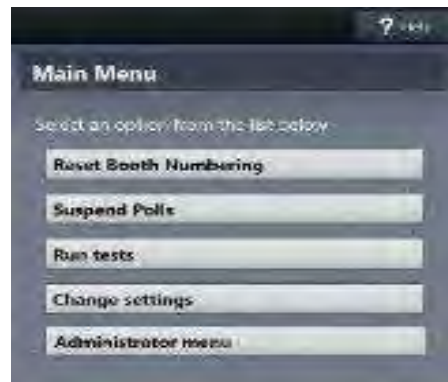 ? Help
Main Menu
Select an option from the list below
Reset Booth Numbering
Suspend Polls
Run tests
Change settings
Administrator menu